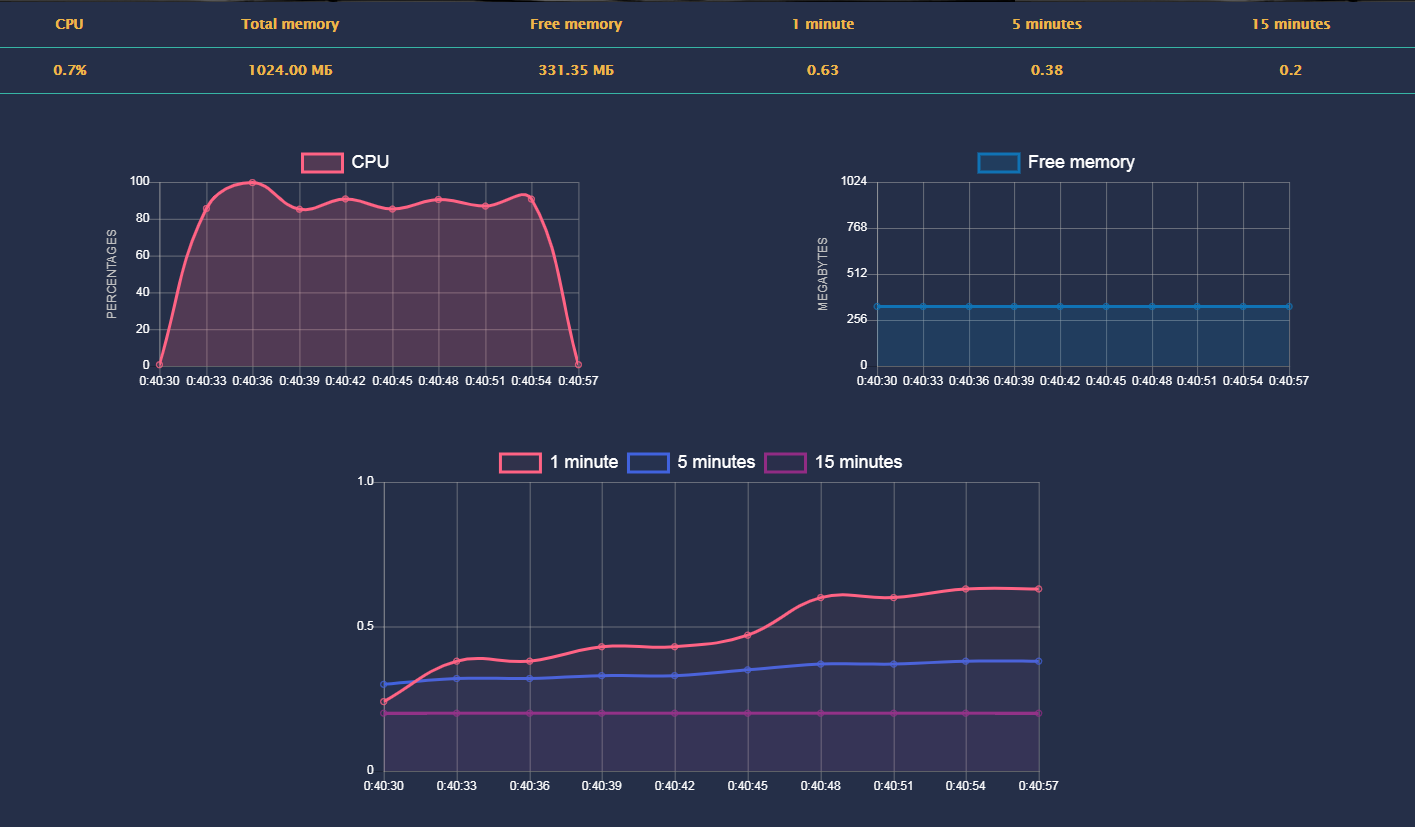 CPU Total memory Free memory 1 minute 5 minutes 15 minutes
0.7% 1024.00 МБ 331.35 МБ 0.63 0.38 0.2
CPU
100
80
60
40
20
0
PERCENTAGES
0:40:30 0:40:33 0:40:36 0:40:39 0:40:42 0:40:45 0:40:48 0:40:51 0:40:54 0:40:57
Free memory
1024
768
512
256
0
MEGABYTES
0:40:30 0:40:33 0:40:36 0:40:39 0:40:42 0:40:45 0:40:48 0:40:51 0:40:54 0:40:57
1 minute 5 minutes 15 minutes
1.0
0.5
0
0:40:30 0:40:33 0:40:36 0:40:39 0:40:42 0:40:45 0:40:48 0:40:51 0:40:54 0:40:57